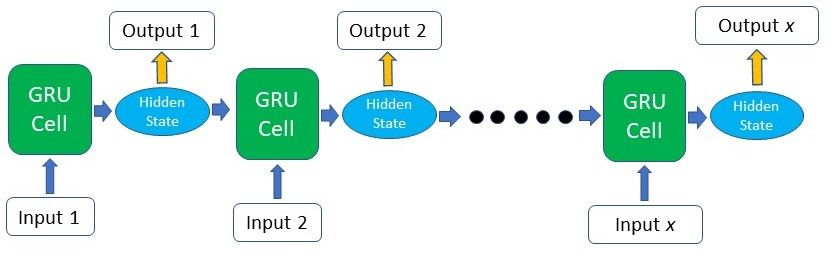 Output 1
Output 2
Output x
GRU
Cell
Hidden
State
GRU
Cell
Hidden
State
GRU
Cell
Hidden
State
Input 1
Input 2
Input x